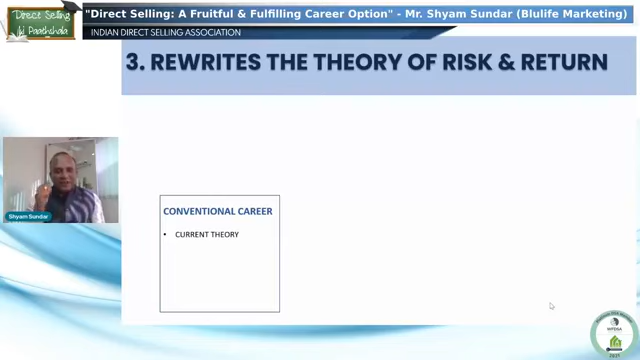 Direct Selling
Ki Paathshala
"Direct Selling: A Fruitful & Fulfilling Career Option" - Mr. Shyam Sundar (Blulife Marketing)
INDIAN DIRECT SELLING ASSOCIATION
3. REWRITES THE THEORY OF RISK & RETURN
Shyam Sundar
CONVENTIONAL CAREER
• CURRENT THEORY